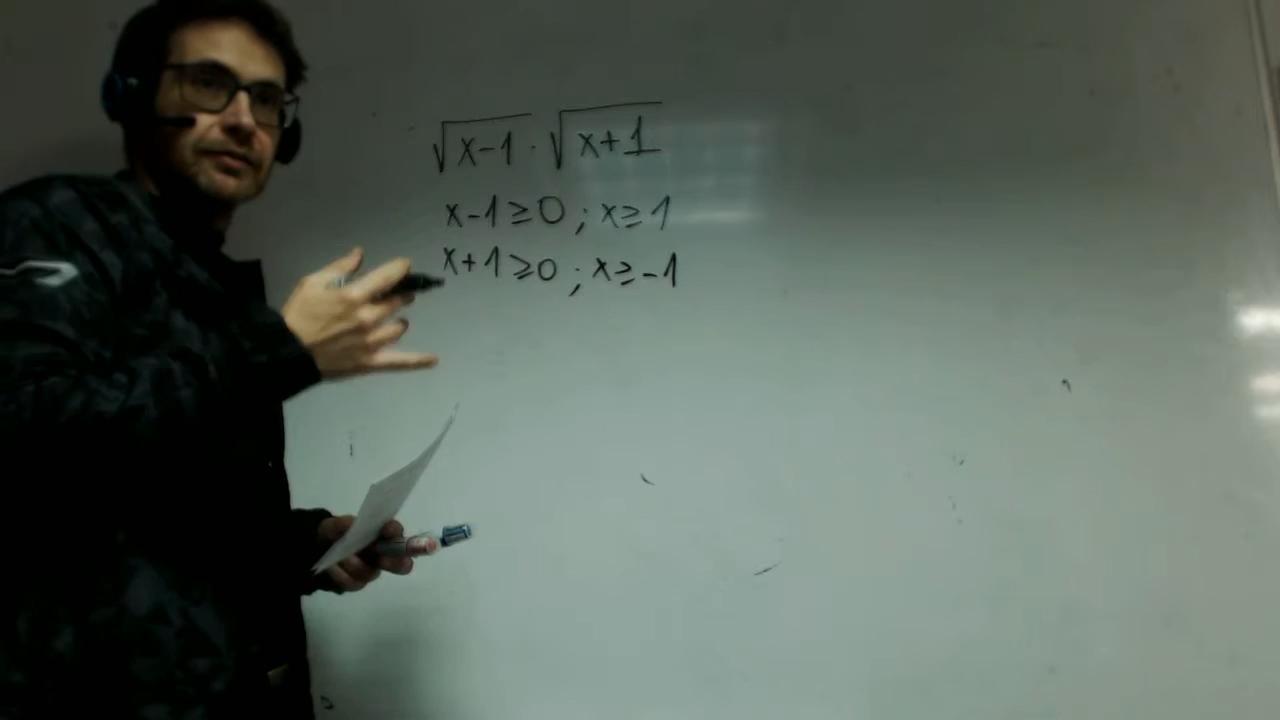 √(x-1) · √(x+1)
x-1≥0 ; x≥1
x+1≥0 ; x≥-1